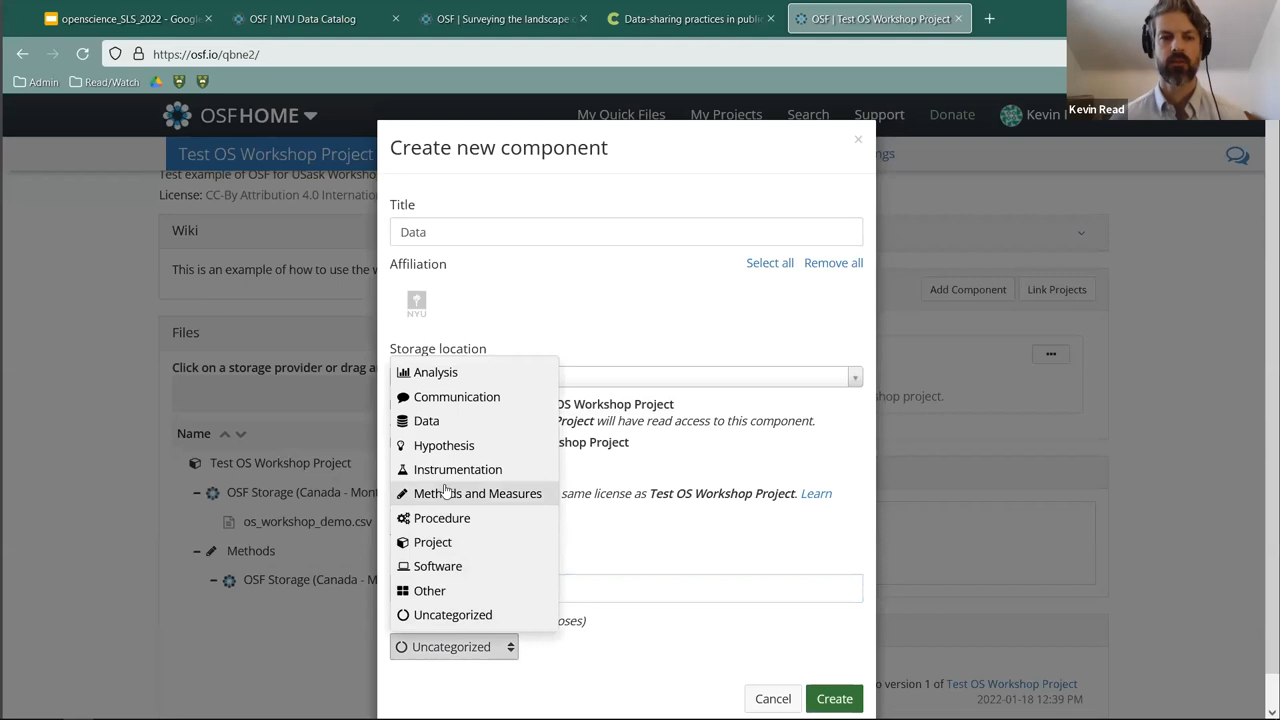 openscience_SLS_2022 - Google
OSF | NYU Data Catalog
OSF | Surveying the landscape
Data-sharing practices in publi
OSF | Test OS Workshop Project
https://osf.io/qbne2/
Admin
Read/Watch
Kevin Read
OSFHOME
My Quick Files
My Projects
Search
Support
Donate
Kevin
Test OS Workshop Project
Test example of OSF for USask Worksho
License: CC-By Attribution 4.0 Internation
Wiki
This is an example of how to use the
Files
Click on a storage provider or drag a
Name
Test OS Workshop Project
OSF Storage (Canada - Mont
os_workshop_demo.csv
Methods
OSF Storage (Canada - M
Create new component
Title
Data
Affiliation
Select all
Remove all
NYU
Storage location
Analysis
Communication
Data
Hypothesis
Instrumentation
Methods and Measures
Procedure
Project
Software
Other
Uncategorized
OS Workshop Project
Project will have read access to this component.
shop Project
same license as Test OS Workshop Project. Learn
oses)
Uncategorized
Cancel
Create
Add Component
Link Projects
shop project.
o version 1 of Test OS Workshop Project
2022-01-18 12:39 PM